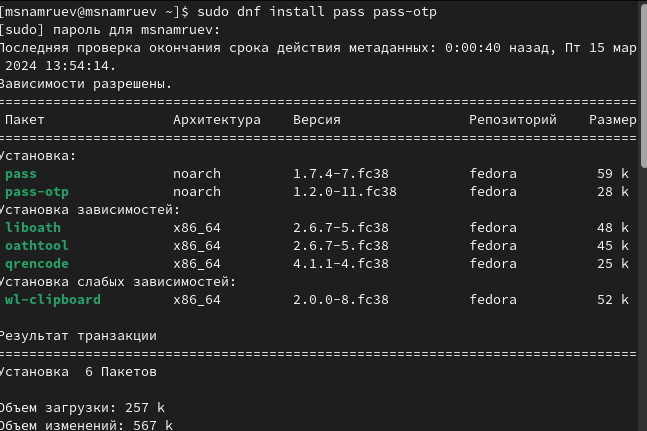 [msnamruev@msnamruev ~]$ sudo dnf install pass pass-otp
[sudo] пароль для msnamruev:
Последняя проверка окончания срока действия метаданных: 0:00:40 назад, Пт 15 мар
2024 13:54:14.
Зависимости разрешены.
================================================================================
Пакет Архитектура Версия Репозиторий Размер
================================================================================
Установка:
pass noarch 1.7.4-7.fc38 fedora 59 k
pass-otp noarch 1.2.0-11.fc38 fedora 28 k
Установка зависимостей:
liboath x86_64 2.6.7-5.fc38 fedora 48 k
oathtool x86_64 2.6.7-5.fc38 fedora 45 k
qrencode x86_64 4.1.1-4.fc38 fedora 25 k
Установка слабых зависимостей:
wl-clipboard x86_64 2.0.0-8.fc38 fedora 52 k
Результат транзакции
================================================================================
Установка 6 Пакетов
Объем загрузки: 257 k
Объем изменений: 567 k